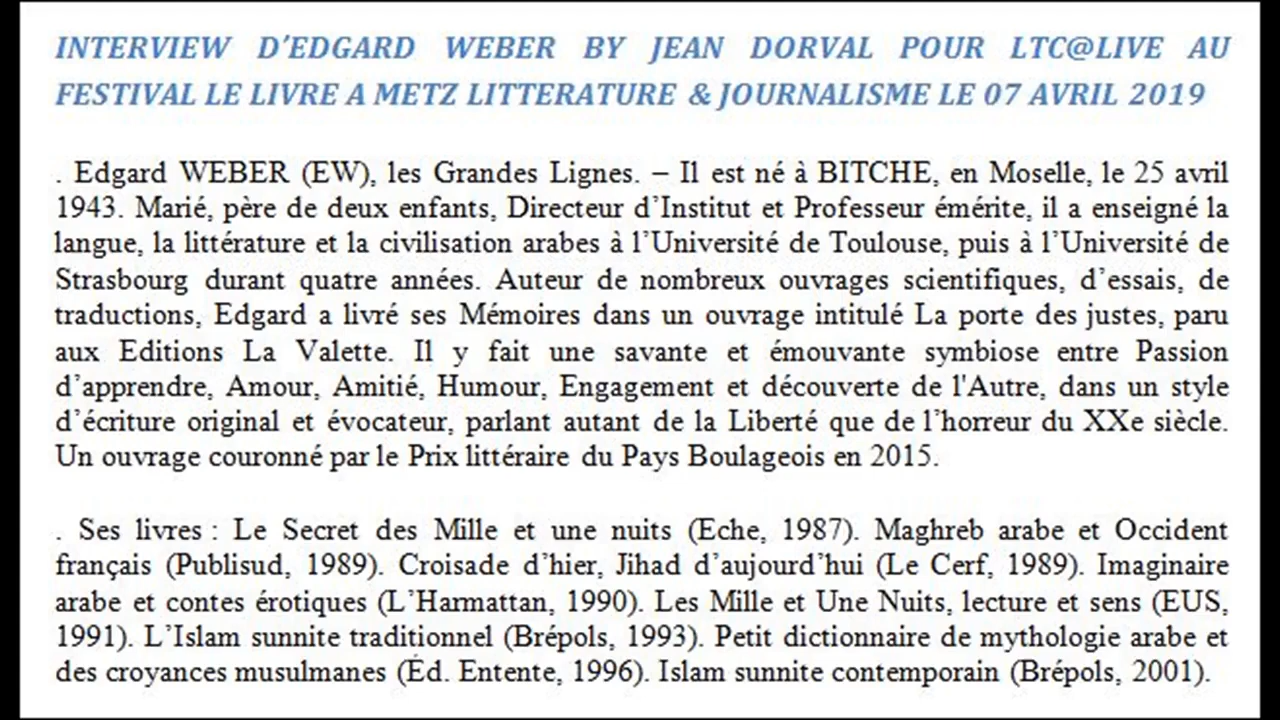 INTERVIEW D'EDGARD WEBER BY JEAN DORVAL POUR LTC@LIVE AU
FESTIVAL LE LIVRE A METZ LITTERATURE & JOURNALISME LE 07 AVRIL 2019
. Edgard WEBER (EW), les Grandes Lignes. – Il est né à BITCHE, en Moselle, le 25 avril
1943. Marié, père de deux enfants, Directeur d'Institut et Professeur émérite, il a enseigné la
langue, la littérature et la civilisation arabes à l'Université de Toulouse, puis à l'Université de
Strasbourg durant quatre années. Auteur de nombreux ouvrages scientifiques, d'essais, de
traductions, Edgard a livré ses Mémoires dans un ouvrage intitulé La porte des justes, paru
aux Editions La Valette. Il y fait une savante et émouvante symbiose entre Passion
d'apprendre, Amour, Amitié, Humour, Engagement et découverte de l'Autre, dans un style
d'écriture original et évocateur, parlant autant de la Liberté que de l'horreur du XXe siècle.
Un ouvrage couronné par le Prix littéraire du Pays Boulageois en 2015.
. Ses livres : Le Secret des Mille et une nuits (Eche, 1987). Maghreb arabe et Occident
français (Publisud, 1989). Croisade d'hier, Jihad d'aujourd'hui (Le Cerf, 1989). Imaginaire
arabe et contes érotiques (L'Harmattan, 1990). Les Mille et Une Nuits, lecture et sens (EUS,
1991). L'Islam sunnite traditionnel (Brépols, 1993). Petit dictionnaire de mythologie arabe et
des croyances musulmanes (Éd. Entente, 1996). Islam sunnite contemporain (Brépols, 2001).